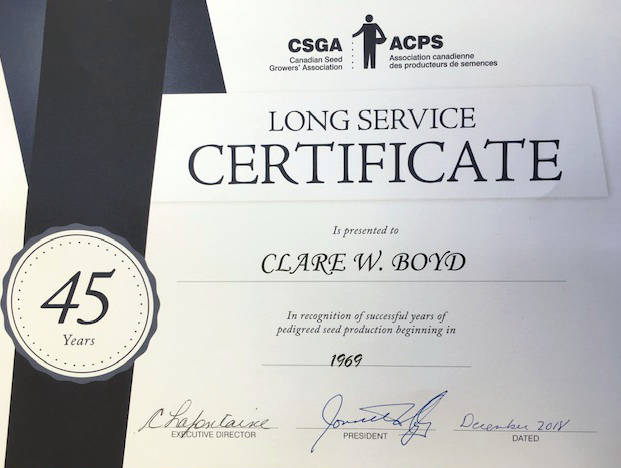 CSGA
Canadian Seed
Growers' Association
ACPS
Association canadienne
des producteurs de semences
LONG SERVICE
CERTIFICATE
Is presented to
CLARE W. BOYD
45
Years
In recognition of successful years of
pedigreed seed production beginning in
1969
C Lafontaine
December 2018
EXECUTIVE DIRECTOR
PRESIDENT
DATED